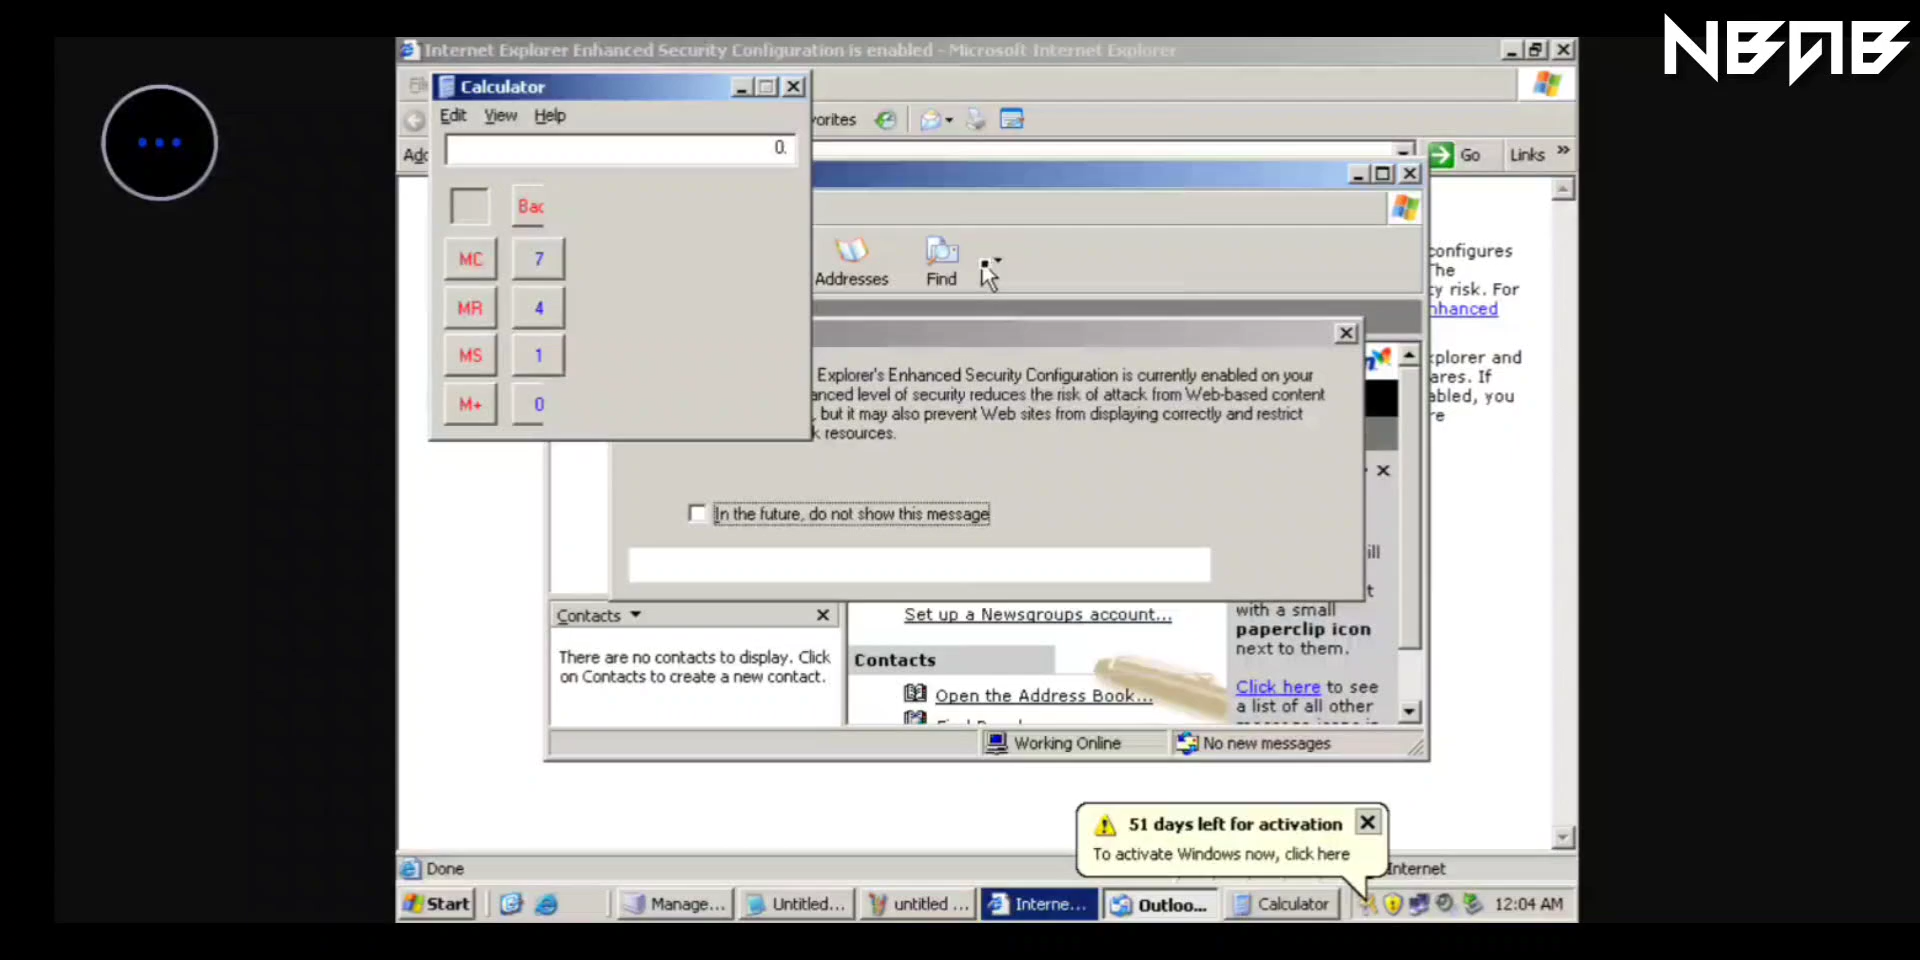 NBAB
Internet Explorer Enhanced Security Configuration is enabled - Microsoft Internet Explorer
Calculator
Edit View Help
0.
Bac
MC 7
MR 4
MS 1
M+ 0
vorites
Go Links »
Addresses
Find
configures
The
ty risk. For
nhanced
xplorer and
ares. If
abled, you
re
Explorer's Enhanced Security Configuration is currently enabled on your
anced level of security reduces the risk of attack from Web-based content
, but it may also prevent Web sites from displaying correctly and restrict
k resources.
In the future, do not show this message
ill
t
with a small
paperclip icon
next to them.
Click here to see
a list of all other
Contacts
There are no contacts to display. Click
on Contacts to create a new contact.
Set up a Newsgroups account...
Contacts
Open the Address Book...
Working Online
No new messages
51 days left for activation
To activate Windows now, click here
Done
Internet
Start
Manage...
Untitled...
untitled ...
Interne...
Outloo...
Calculator
12:04 AM